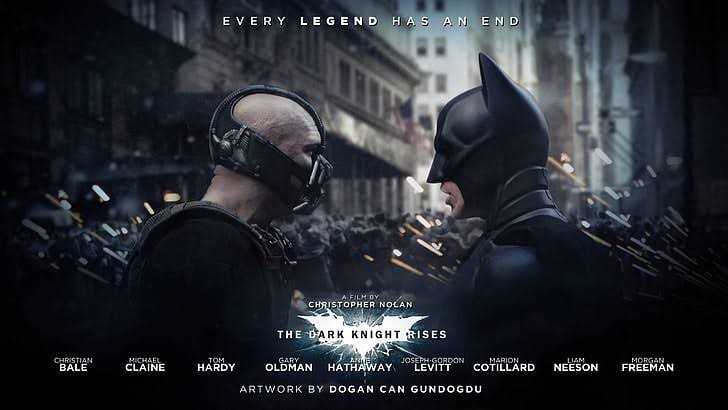 EVERY LEGEND HAS AN END
A FILM BY
CHRISTOPHER NOLAN
THE DARK KNIGHT RISES
CHRISTIAN BALE
MICHAEL CLAINE
TOM HARDY
GARY OLDMAN
ANNE HATHAWAY
JOSEPH-GORDON LEVITT
MARION COTILLARD
LIAM NEESON
MORGAN FREEMAN
ARTWORK BY DOGAN CAN GUNDOGDU